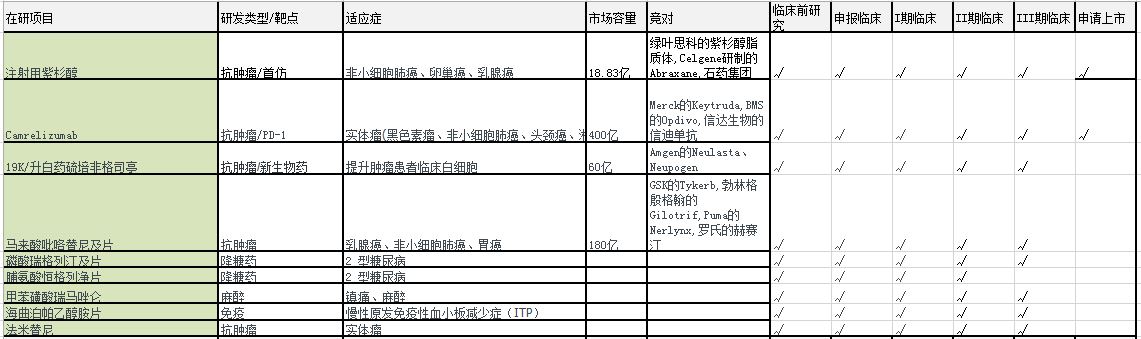 在研项目 研发类型/靶点 适应症 市场容量 竟对 临床前研究 申报临床 I期临床 II期临床 III期临床 申请上市
注射用紫杉醇 抗肿瘤/首仿 非小细胞肺癌、卵巢癌、乳腺癌 18.83亿 绿叶思科的紫杉醇脂质体,Celgene研制的Abraxane,石药集团 √ √ √ √ √ √
Camrelizumab 抗肿瘤/PD-1 实体瘤(黑色素瘤、非小细胞肺癌、头颈癌、 400亿 Merck的Keytruda,BMS的Opdivo,信达生物的信迪单抗 √ √ √ √ √ √
19K/升白药硫培非格司亭 抗肿瘤/新生物药 提升肿瘤患者临床白细胞 60亿 Amgen的Neulasta、Neupogen √ √ √ √ √
马来酸吡咯替尼及片 抗肿瘤 乳腺癌、非小细胞肺癌、胃癌 180亿 GSK的Tykerb,勃林格殷格翰的Gilotrif,Puma的Nerlynx,罗氏的赫赛汀 √ √ √ √ √
磷酸瑞格列汀及片 降糖药 2 型糖尿病 √ √ √ √ √
脯氨酸恒格列净片 降糖药 2 型糖尿病 √ √ √ √
甲苯磺酸瑞马唑仑 麻醉 镇痛、麻醉 √ √ √ √ √
海曲泊帕乙醇胺片 免疫 慢性原发免疫性血小板减少症（ITP） √ √ √ √ √
法米替尼 抗肿瘤 实体瘤 √ √ √ √ √